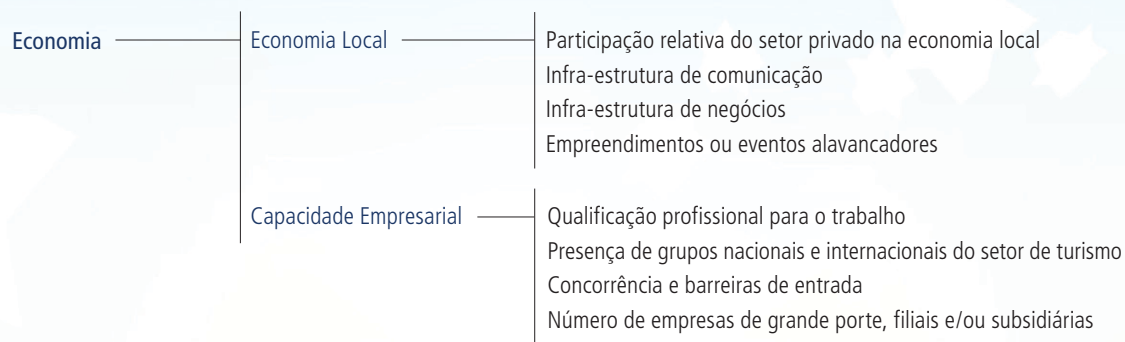 Economia
Economia Local
Participação relativa do setor privado na economia local
Infra-estrutura de comunicação
Infra-estrutura de negócios
Empreendimentos ou eventos alavancadores
Capacidade Empresarial
Qualificação profissional para o trabalho
Presença de grupos nacionais e internacionais do setor de turismo
Concorrência e barreiras de entrada
Número de empresas de grande porte, filiais e/ou subsidiárias